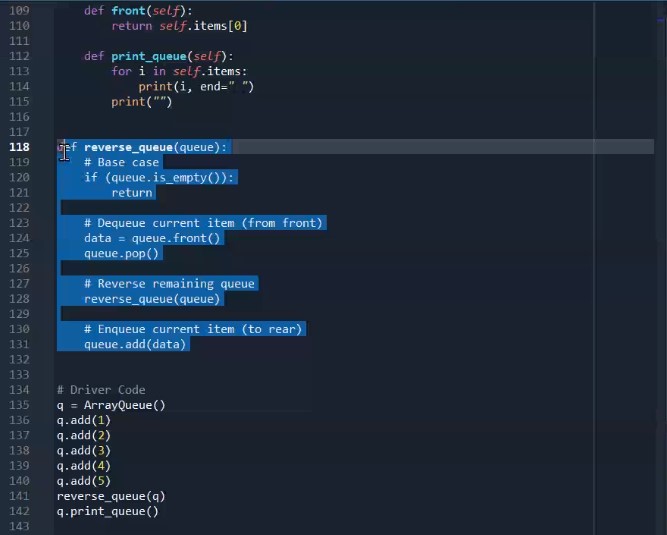 109 def front(self):
110 return self.items[0]
111
112 def print_queue(self):
113 for i in self.items:
114 print(i, end=" ")
115 print("")
116
117
118 def reverse_queue(queue):
119 # Base case
120 if (queue.is_empty()):
121 return
122
123 # Dequeue current item (from front)
124 data = queue.front()
125 queue.pop()
126
127 # Reverse remaining queue
128 reverse_queue(queue)
129
130 # Enqueue current item (to rear)
131 queue.add(data)
132
133
134 # Driver Code
135 q = ArrayQueue()
136 q.add(1)
137 q.add(2)
138 q.add(3)
139 q.add(4)
140 q.add(5)
141 reverse_queue(q)
142 q.print_queue()
143